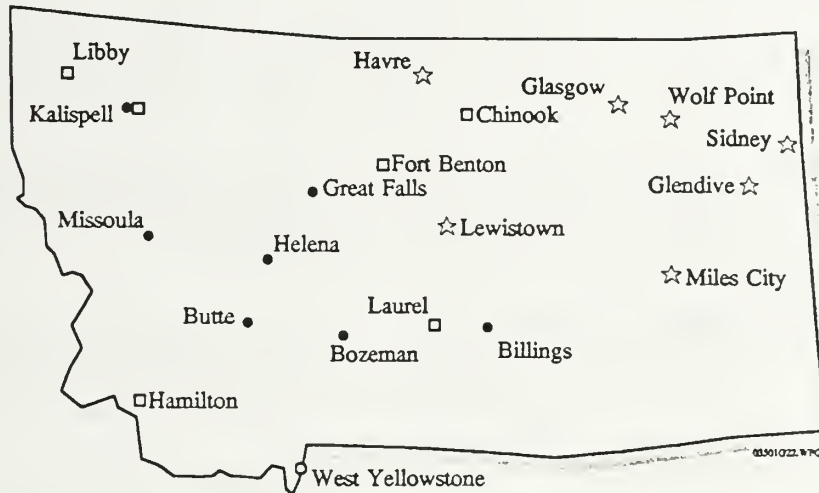 Libby
Havre
Glasgow
Wolf Point
Kalispell
Chinook
Sidney
Fort Benton
Glendive
Great Falls
Missoula
Lewistown
Helena
Miles City
Laurel
Butte
Bozeman
Billings
Hamilton
West Yellowstone